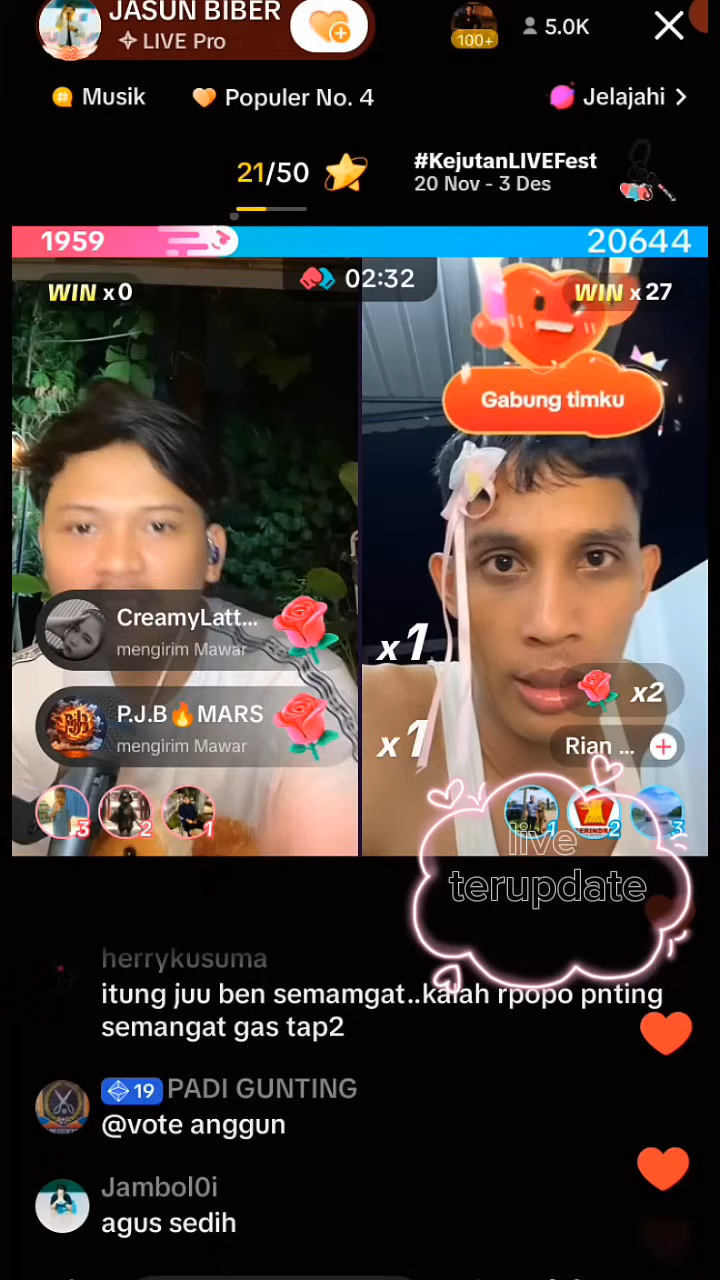 JASUN BIBER
LIVE Pro
100+
5.0K
Musik
Populer No. 4
Jelajahi
21/50
#KejutanLIVEFest
20 Nov - 3 Des
1959
20644
WIN x0
02:32
WIN x27
Gabung timku
CreamyLatt...
mengirim Mawar
x1
P.J.B🔥MARS
mengirim Mawar
x1
x2
Rian ...
3
2
1
1
2
3
live
terupdate
herrykusuma
itung juu ben semamgat..kalah rpopo pnting
semangat gas tap2
19 PADI GUNTING
@vote anggun
Jambol0i
agus sedih